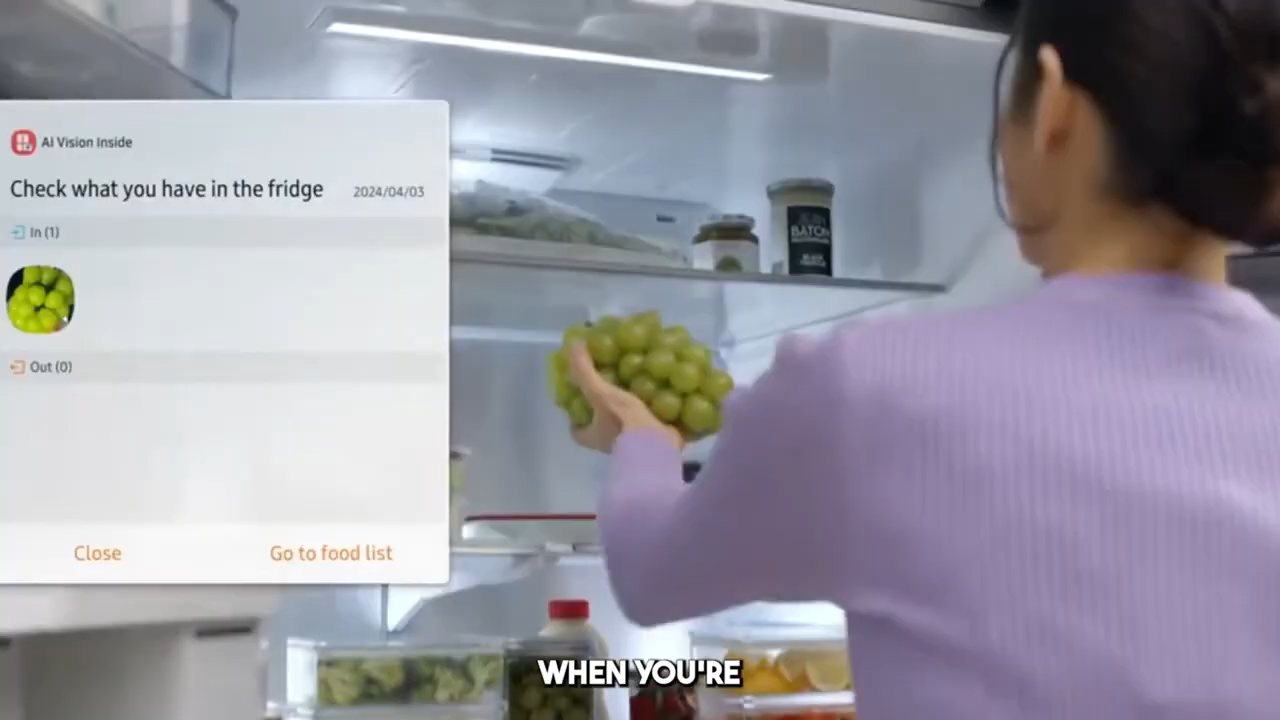 AI Vision Inside
Check what you have in the fridge
2024/04/03
In (1)
Out (0)
Close
Go to food list
BATON
WHEN YOU'RE